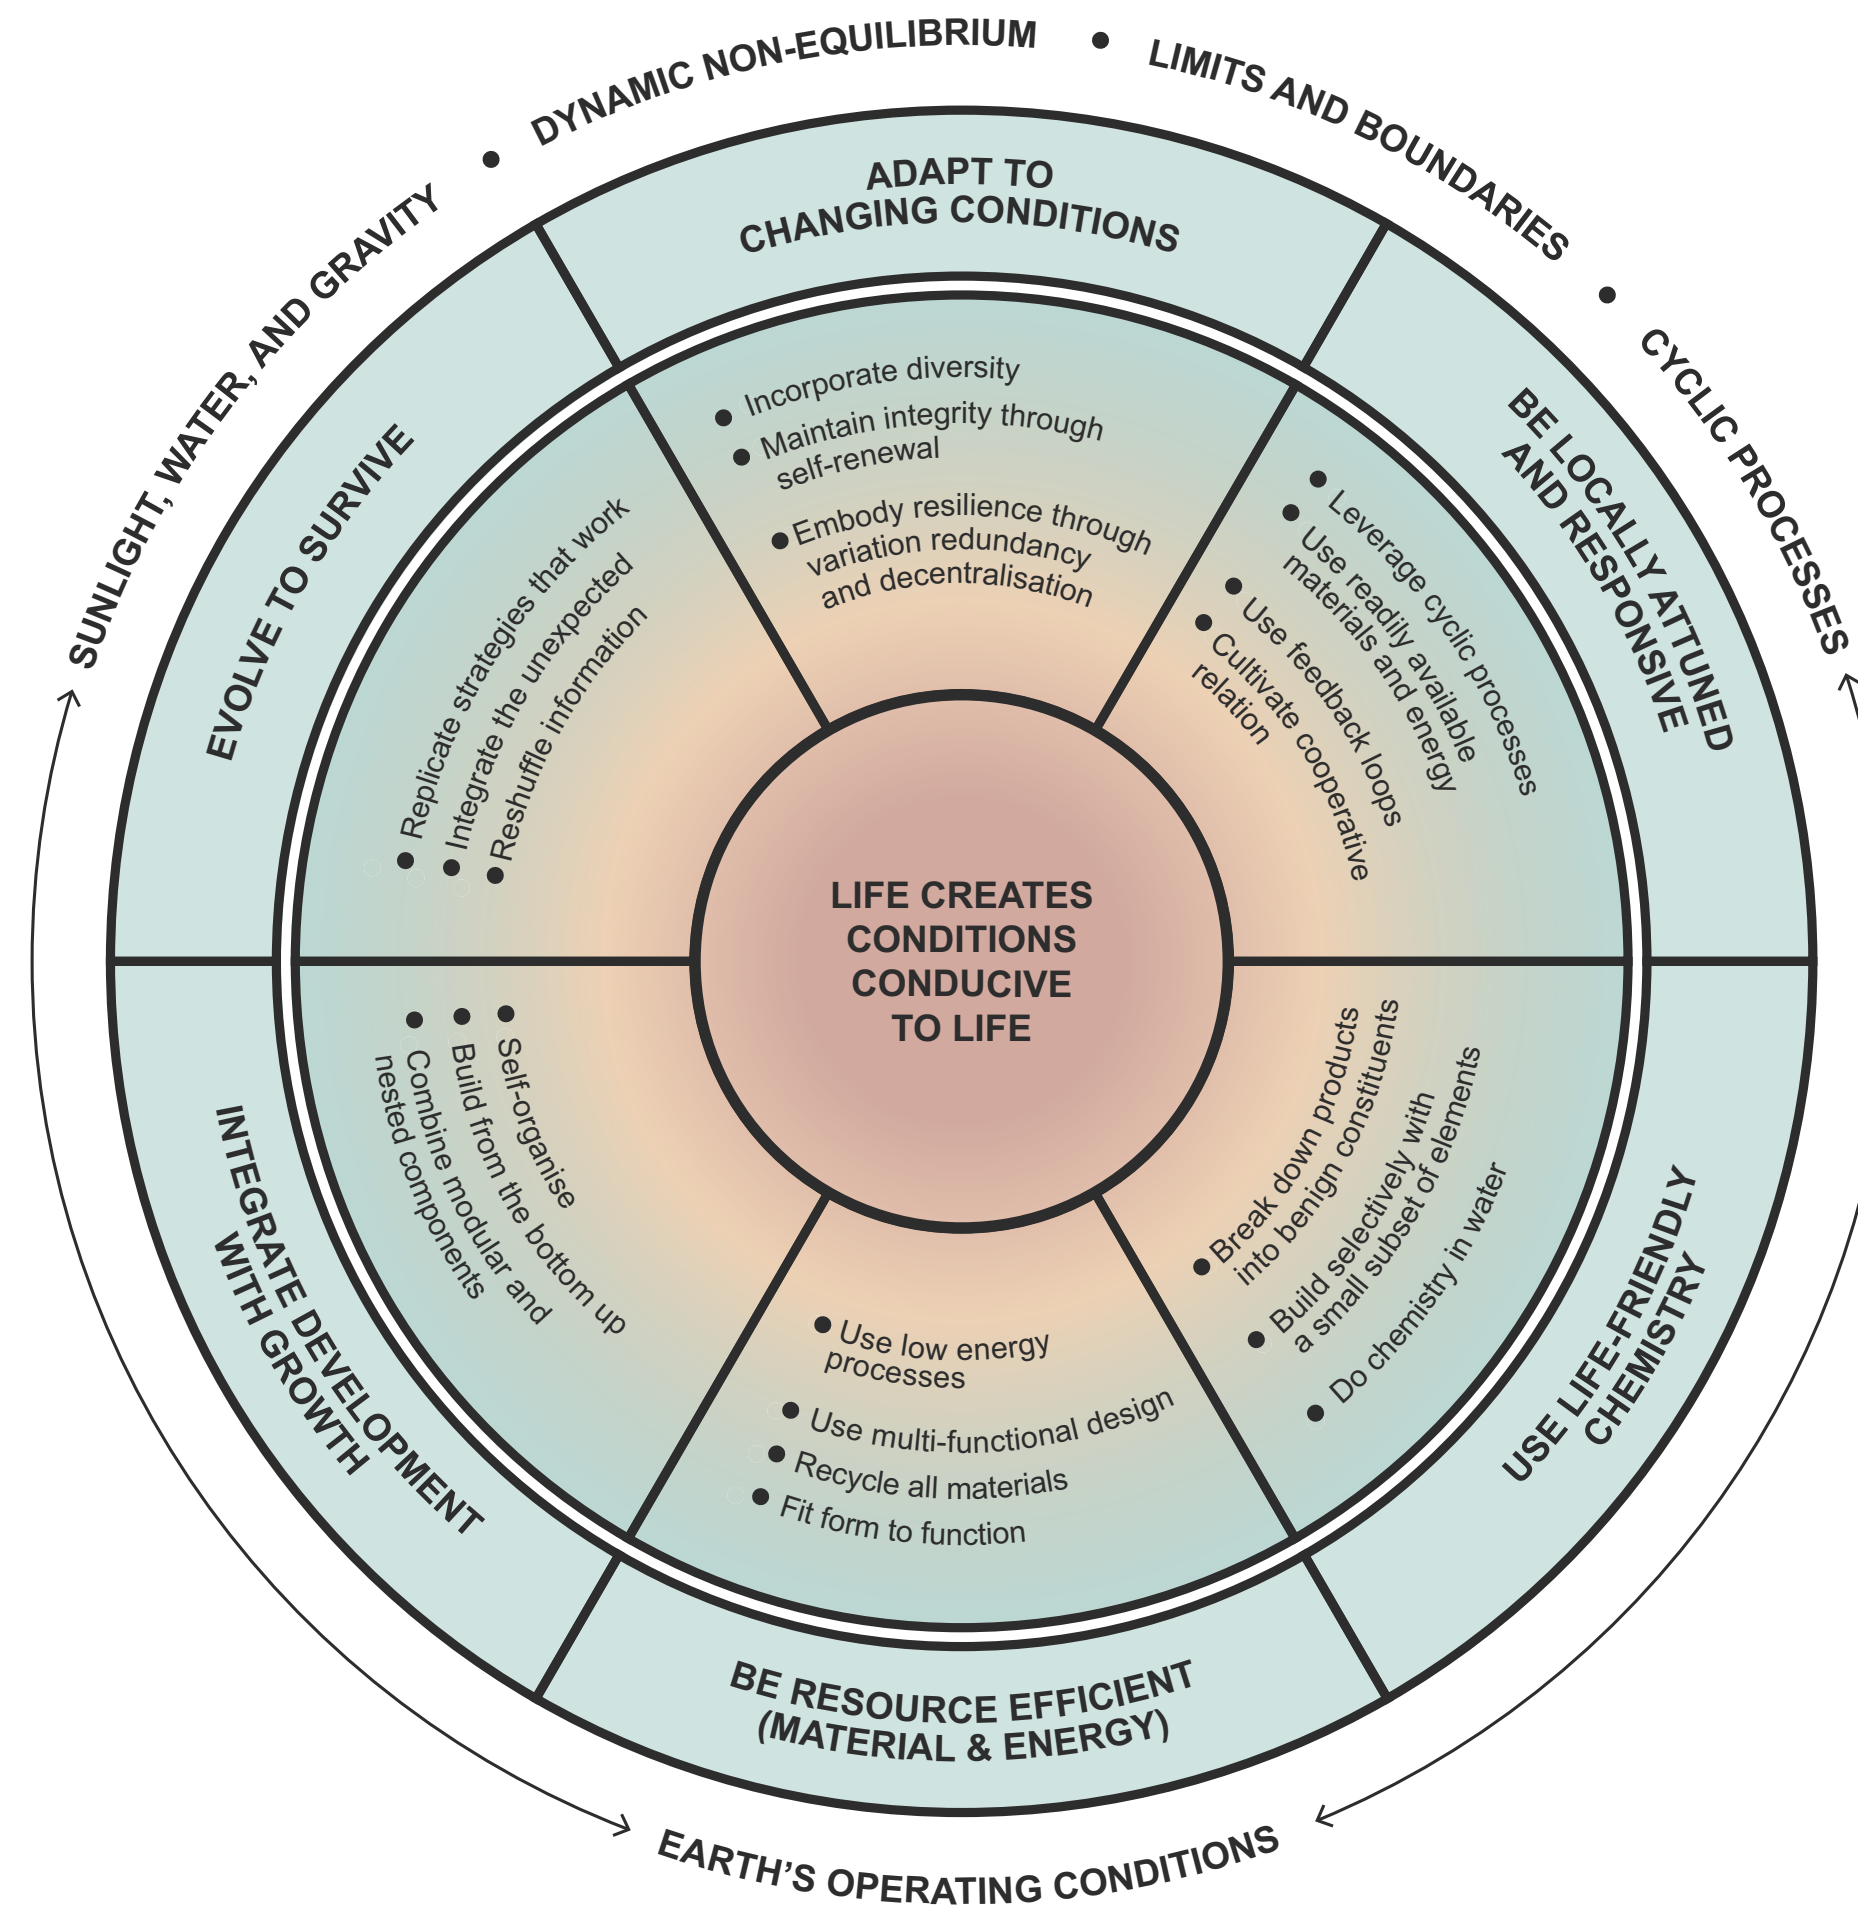 SUNLIGHT, WATER, AND GRAVITY
•
DYNAMIC NON-EQUILIBRIUM
•
LIMITS AND BOUNDARIES
•
CYCLIC PROCESSES
ADAPT TO
CHANGING CONDITIONS
• Incorporate diversity
• Maintain integrity through
self-renewal
• Embody resilience through
variation redundancy
and decentralisation
BE LOCALLY ATTUNED
AND RESPONSIVE
• Leverage cyclic processes
• Use readily available
materials and energy
• Use feedback loops
• Cultivate cooperative
relation
USE LIFE-FRIENDLY
CHEMISTRY
• Break down products
into benign constituents
• Build selectively with
a small subset of elements
• Do chemistry in water
BE RESOURCE EFFICIENT
(MATERIAL & ENERGY)
• Use low energy
processes
• Use multi-functional design
• Recycle all materials
• Fit form to function
INTEGRATE DEVELOPMENT
WITH GROWTH
• Self-organise
• Build from the bottom up
• Combine modular and
nested components
EVOLVE TO SURVIVE
• Replicate strategies that work
• Integrate the unexpected
• Reshuffle information
LIFE CREATES
CONDITIONS
CONDUCIVE
TO LIFE
EARTH’S OPERATING CONDITIONS